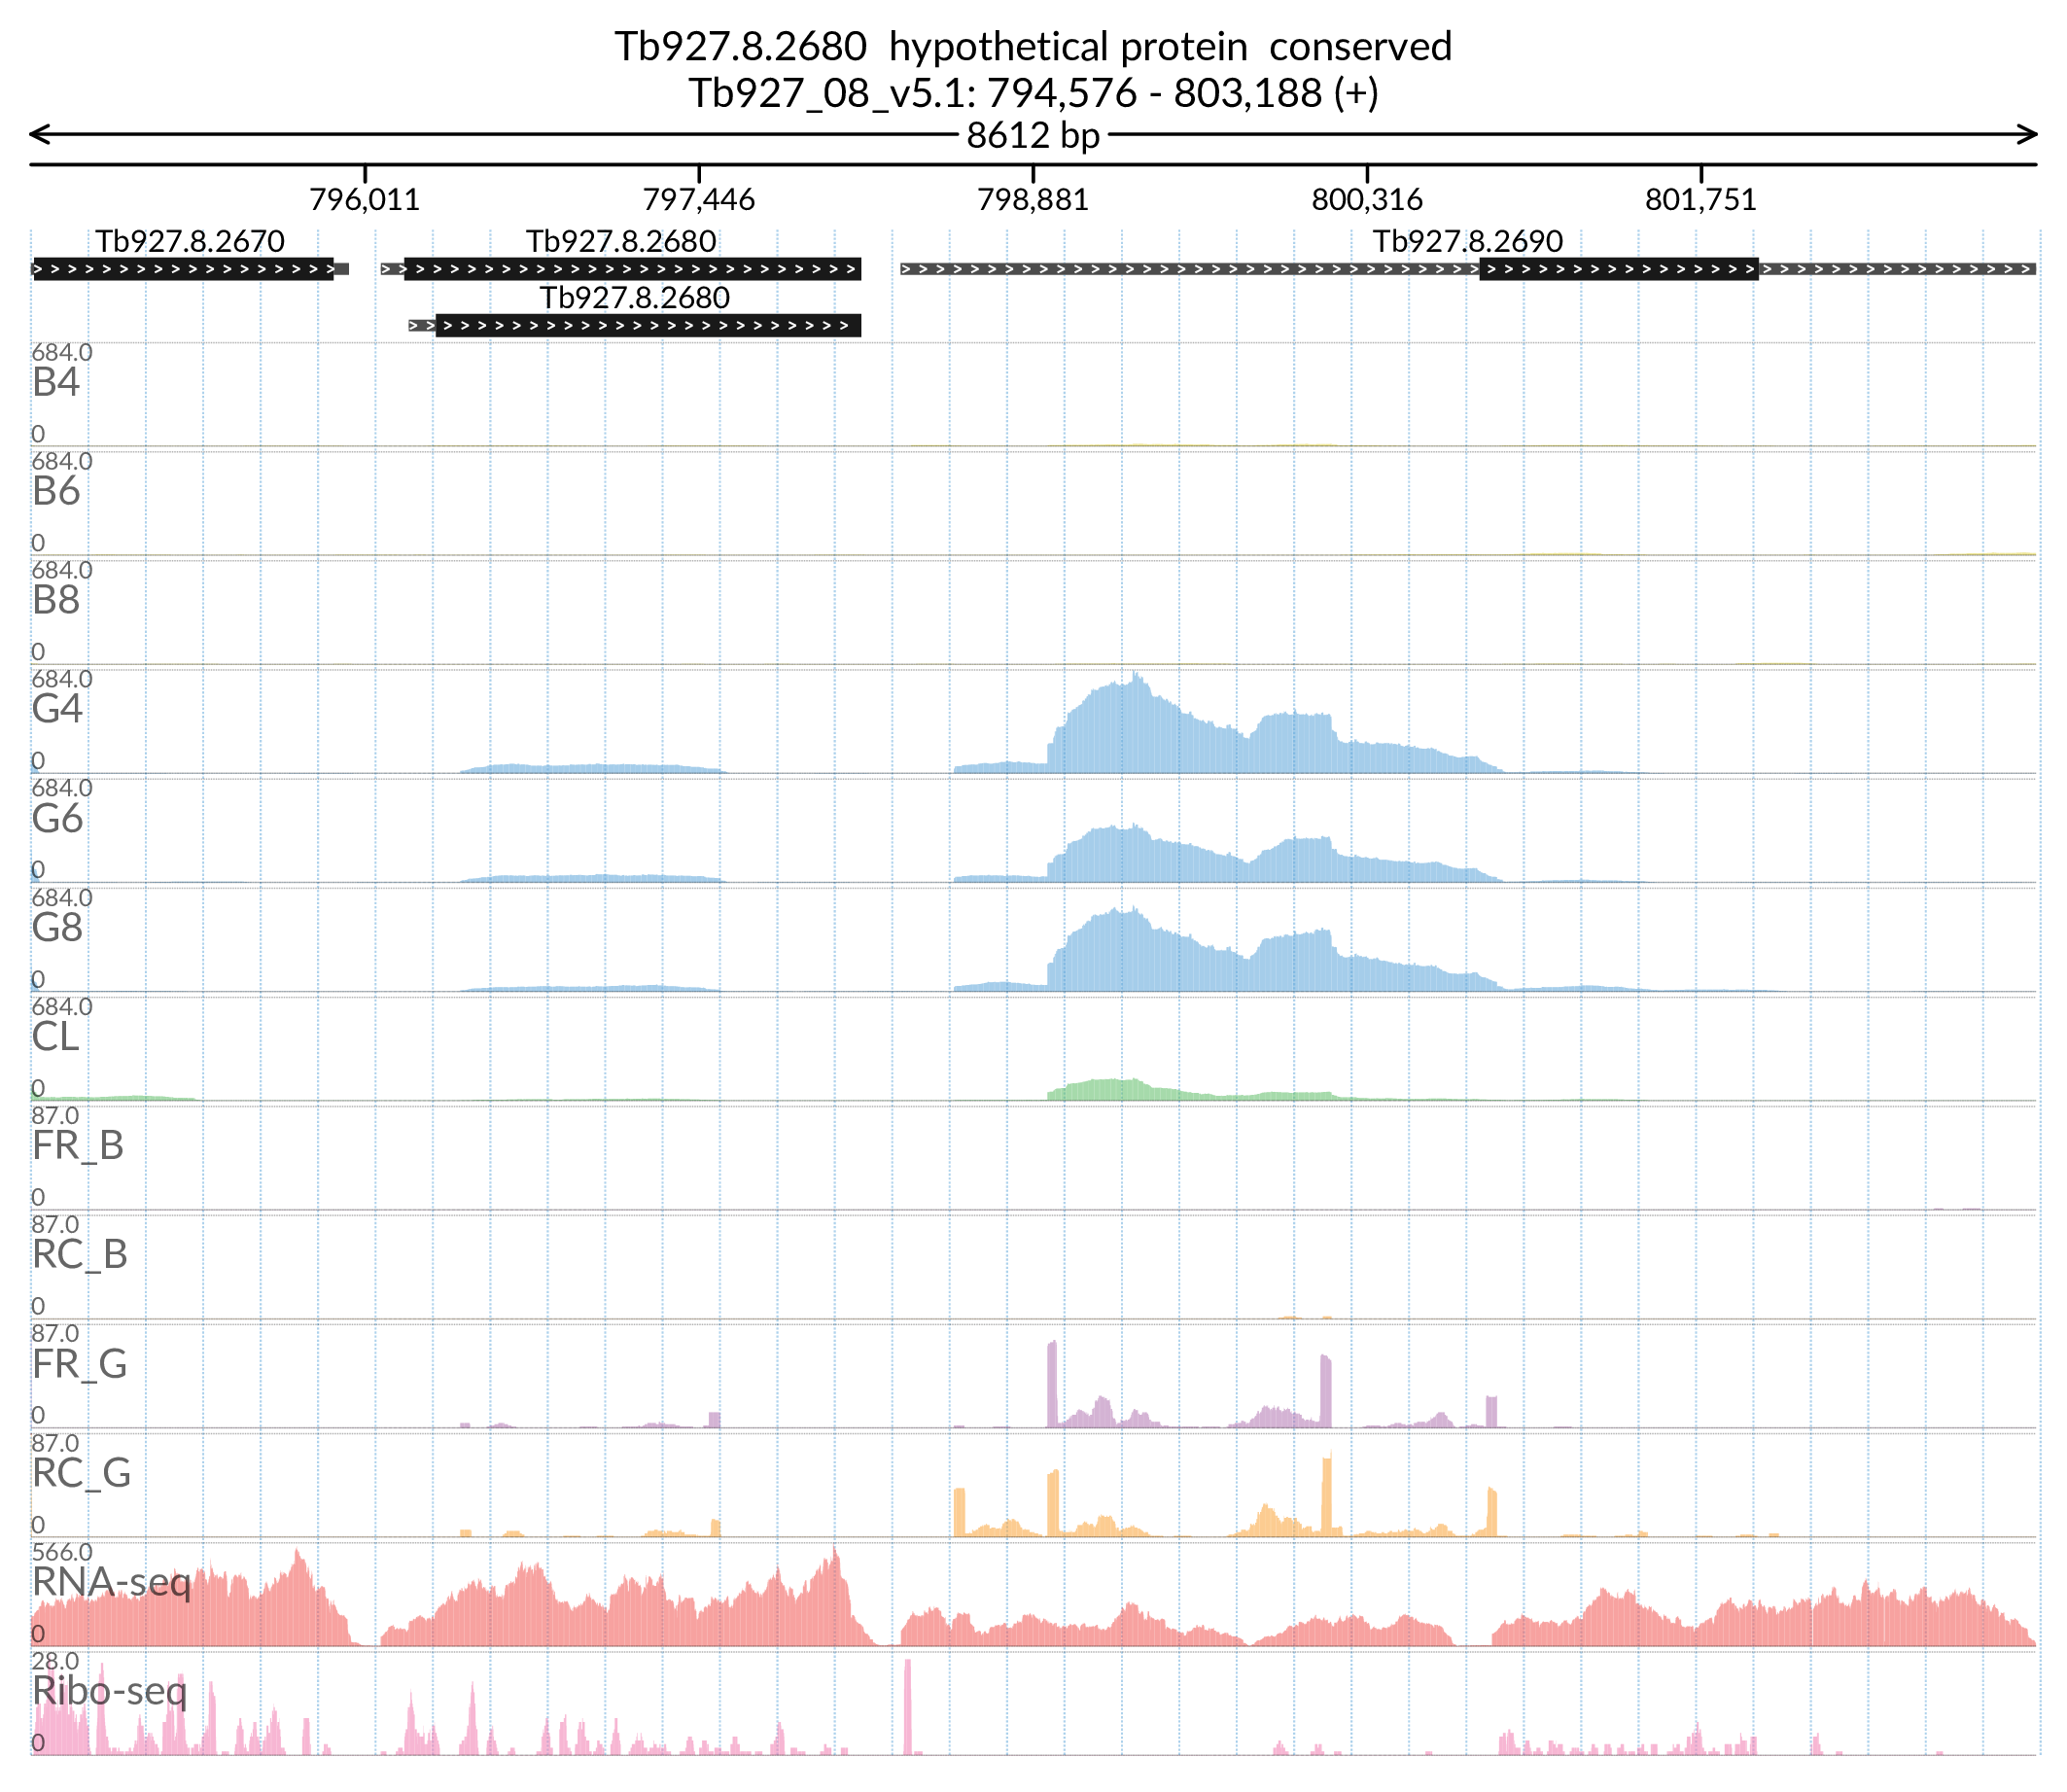 Tb927.8.2680  hypothetical protein  conserved
Tb927_08_v5.1: 794,576 - 803,188 (+)
8612 bp
796,011 797,446 798,881 800,316 801,751
Tb927.8.2670 Tb927.8.2680 Tb927.8.2690
Tb927.8.2680
684.0
B4
0
684.0
B6
0
684.0
B8
0
684.0
G4
0
684.0
G6
0
684.0
G8
0
684.0
CL
0
87.0
FR_B
0
87.0
RC_B
0
87.0
FR_G
0
87.0
RC_G
0
566.0
RNA-seq
0
28.0
Ribo-seq
0